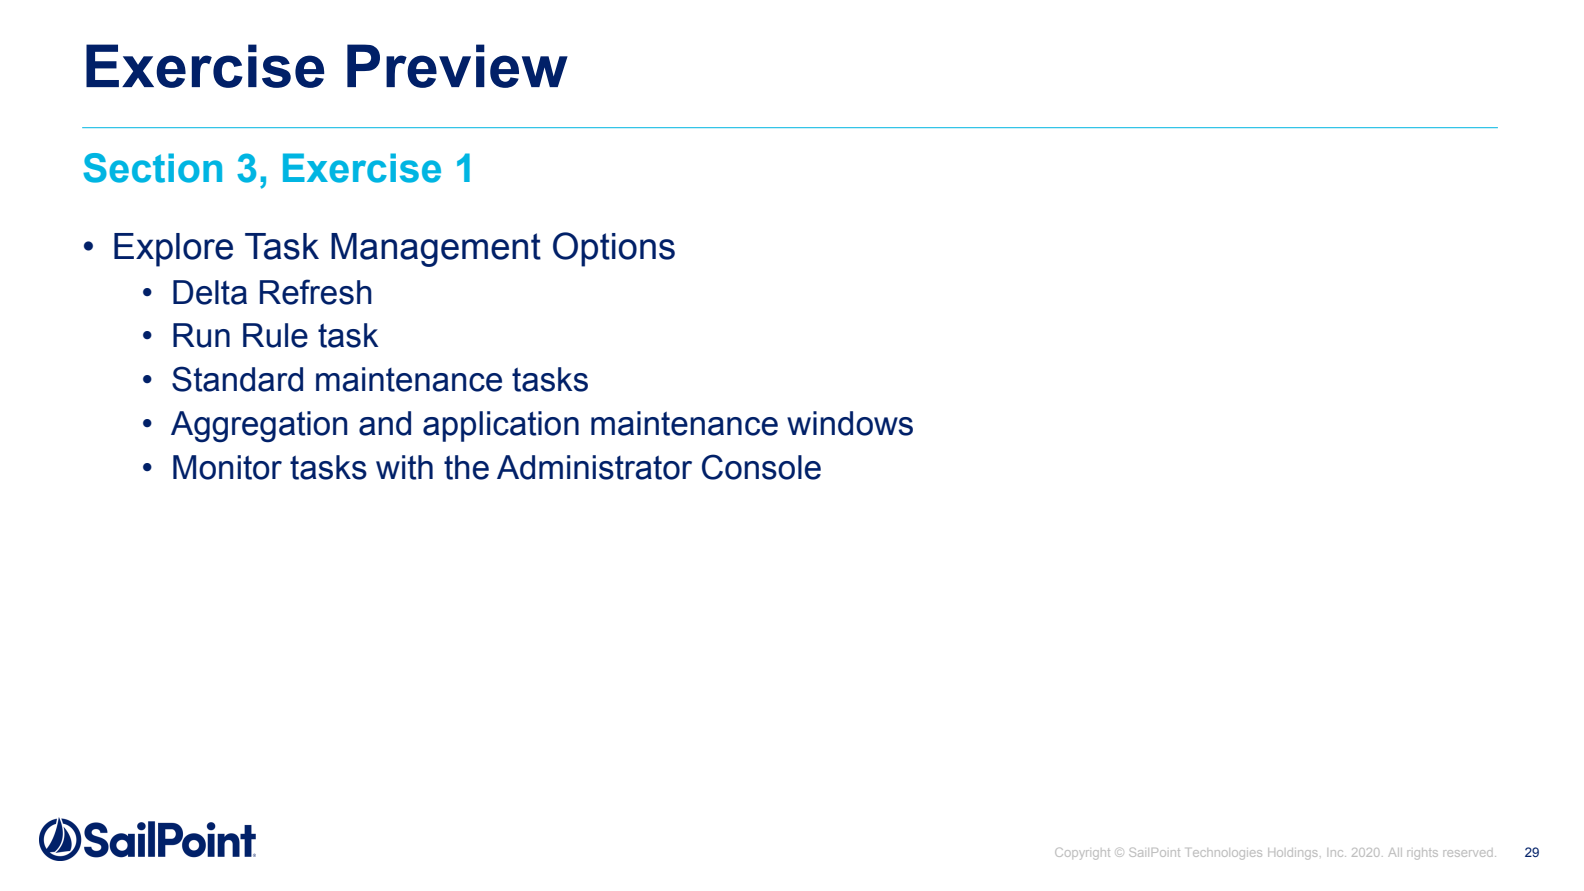 Exercise Preview
Section 3, Exercise 1
• Explore Task Management Options
• Delta Refresh
• Run Rule task
• Standard maintenance tasks
• Aggregation and application maintenance windows
• Monitor tasks with the Administrator Console
SailPoint
Copyright © SailPoint Technologies Holdings, Inc. 2020. All rights reserved. 29